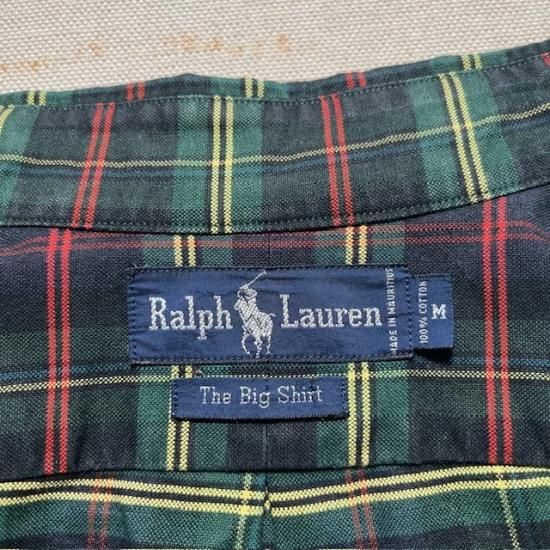 Ralph Lauren
MADE IN MAURITIUS
100% COTTON
M
The Big Shirt